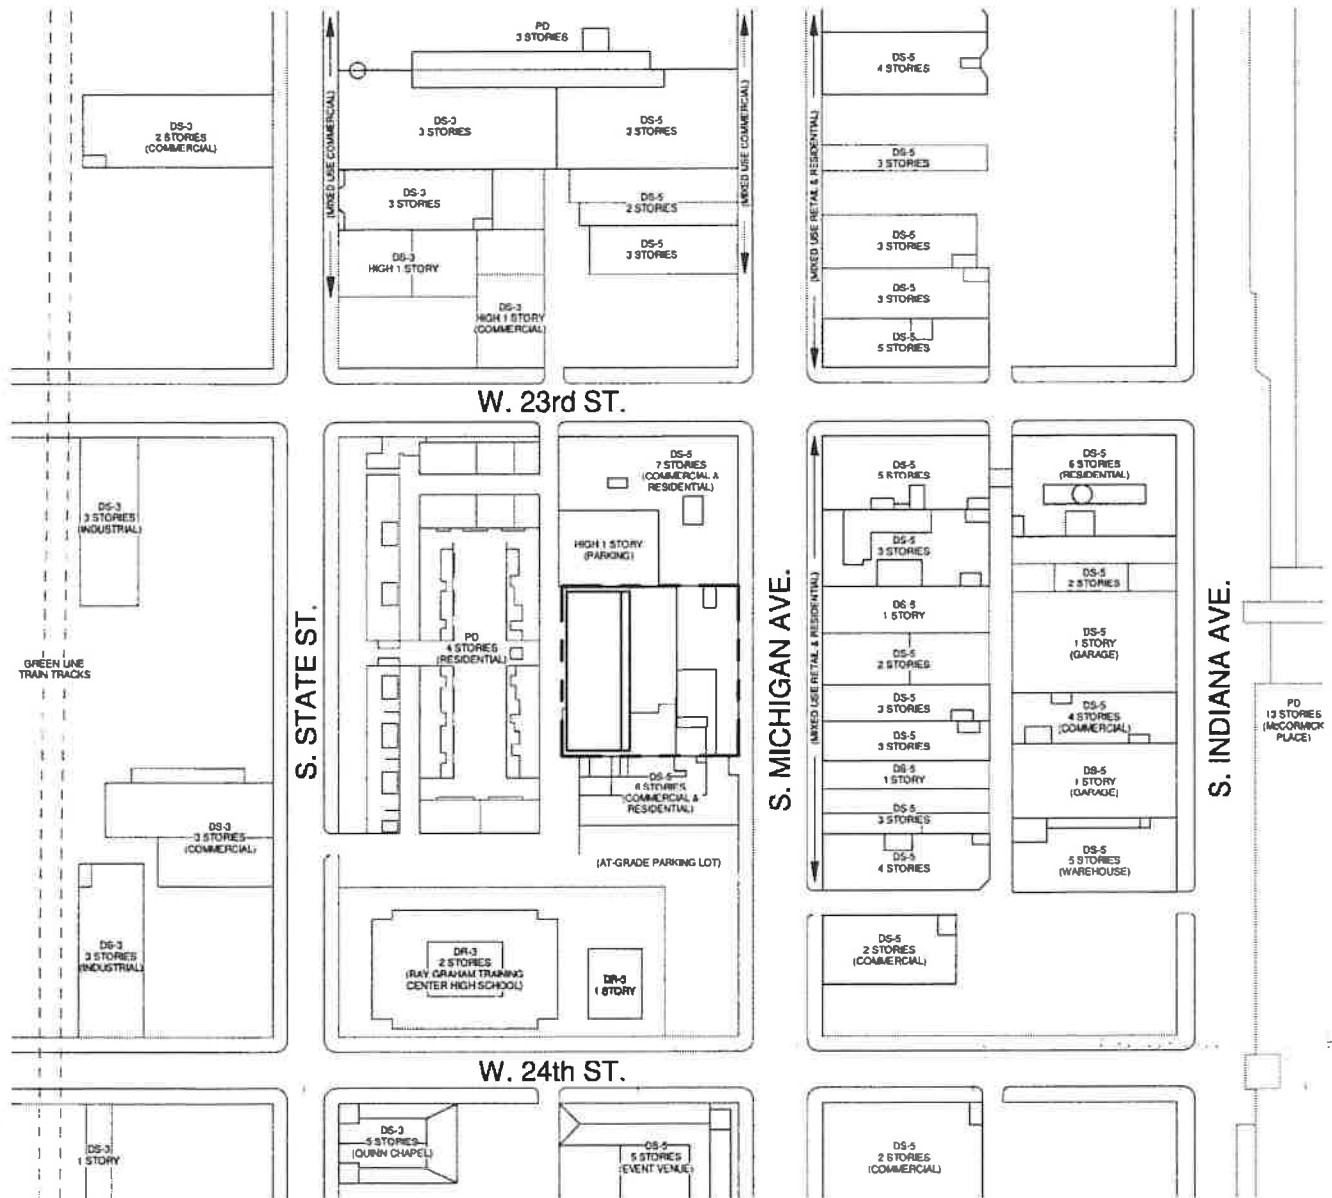 PD
3 STORIES
(MIXED USE COMMERCIAL)
(MIXED USE COMMERCIAL)
(MIXED USE RETAIL & RESIDENTIAL)
DS-5
4 STORIES
DS-3
2 STORIES
(COMMERCIAL)
DS-3
3 STORIES
DS-5
3 STORIES
DS-5
3 STORIES
DS-3
3 STORIES
DS-5
2 STORIES
DS-5
3 STORIES
DS-5
3 STORIES
DS-3
HIGH 1 STORY
DS-5
3 STORIES
DS-3
HIGH 1 STORY
(COMMERCIAL)
DS-5
5 STORIES
W. 23rd ST.
DS-5
7 STORIES
(COMMERCIAL &
RESIDENTIAL)
DS-5
5 STORIES
DS-5
6 STORIES
(RESIDENTIAL)
DS-3
3 STORIES
(INDUSTRIAL)
HIGH 1 STORY
(PARKING)
DS-5
3 STORIES
DS-5
2 STORIES
DS-5
1 STORY
DS-5
1 STORY
(GARAGE)
PD
4 STORIES
(RESIDENTIAL)
DS-5
2 STORIES
GREEN LINE
TRAIN TRACKS
S. STATE ST.
S. MICHIGAN AVE.
(MIXED USE RETAIL & RESIDENTIAL)
S. INDIANA AVE.
DS-5
3 STORIES
DS-5
4 STORIES
(COMMERCIAL)
PD
13 STORIES
(McCORMICK
PLACE)
DS-5
3 STORIES
DS-5
1 STORY
DS-5
1 STORY
(GARAGE)
DS-5
6 STORIES
(COMMERCIAL &
RESIDENTIAL)
DS-5
3 STORIES
DS-3
3 STORIES
(COMMERCIAL)
(AT-GRADE PARKING LOT)
DS-5
4 STORIES
DS-5
5 STORIES
(WAREHOUSE)
DS-3
3 STORIES
(INDUSTRIAL)
DR-3
2 STORIES
(RAY GRAHAM TRAINING
CENTER HIGH SCHOOL)
DR-3
1 STORY
DS-5
2 STORIES
(COMMERCIAL)
W. 24th ST.
DS-3
1 STORY
DS-3
5 STORIES
(QUINN CHAPEL)
DS-5
5 STORIES
(EVENT VENUE)
DS-5
2 STORIES
(COMMERCIAL)